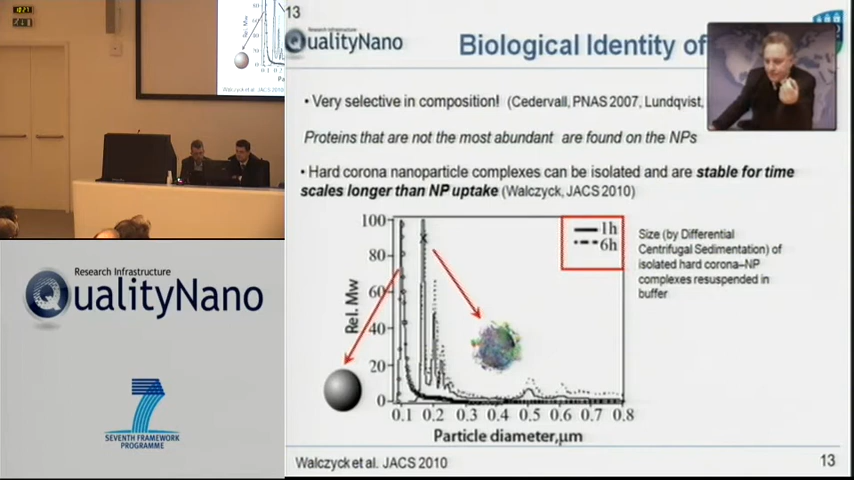 13
Research Infrastructure
QualityNano
Biological Identity of
• Very selective in composition! (Cedervall, PNAS 2007, Lundqvist,
Proteins that are not the most abundant are found on the NPs
• Hard corona nanoparticle complexes can be isolated and are stable for time
scales longer than NP uptake (Walczyck, JACS 2010)
100
80
60
40
20
0
Rel. Mw
1h
6h
Size (by Differential
Centrifugal Sedimentation) of
isolated hard corona–NP
complexes resuspended in
buffer
0.1 0.2 0.3 0.4 0.5 0.6 0.7 0.8
Particle diameter,µm
Walczyck et al. JACS 2010
13
Research Infrastructure
QualityNano
7
SEVENTH FRAMEWORK
PROGRAMME